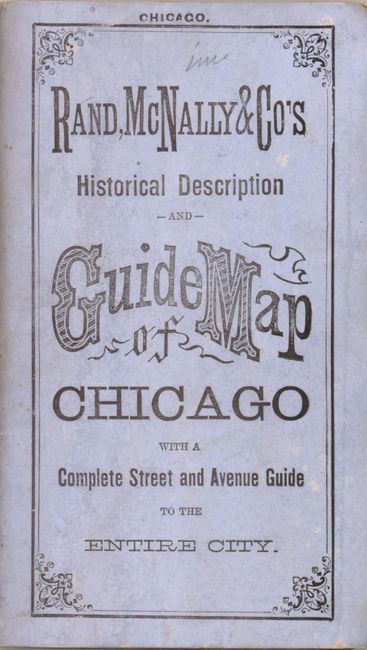 CHICAGO.
RAND, MCNALLY & CO'S
Historical Description
— AND —
Guide Map
of
CHICAGO
WITH A
Complete Street and Avenue Guide
TO THE
ENTIRE CITY.